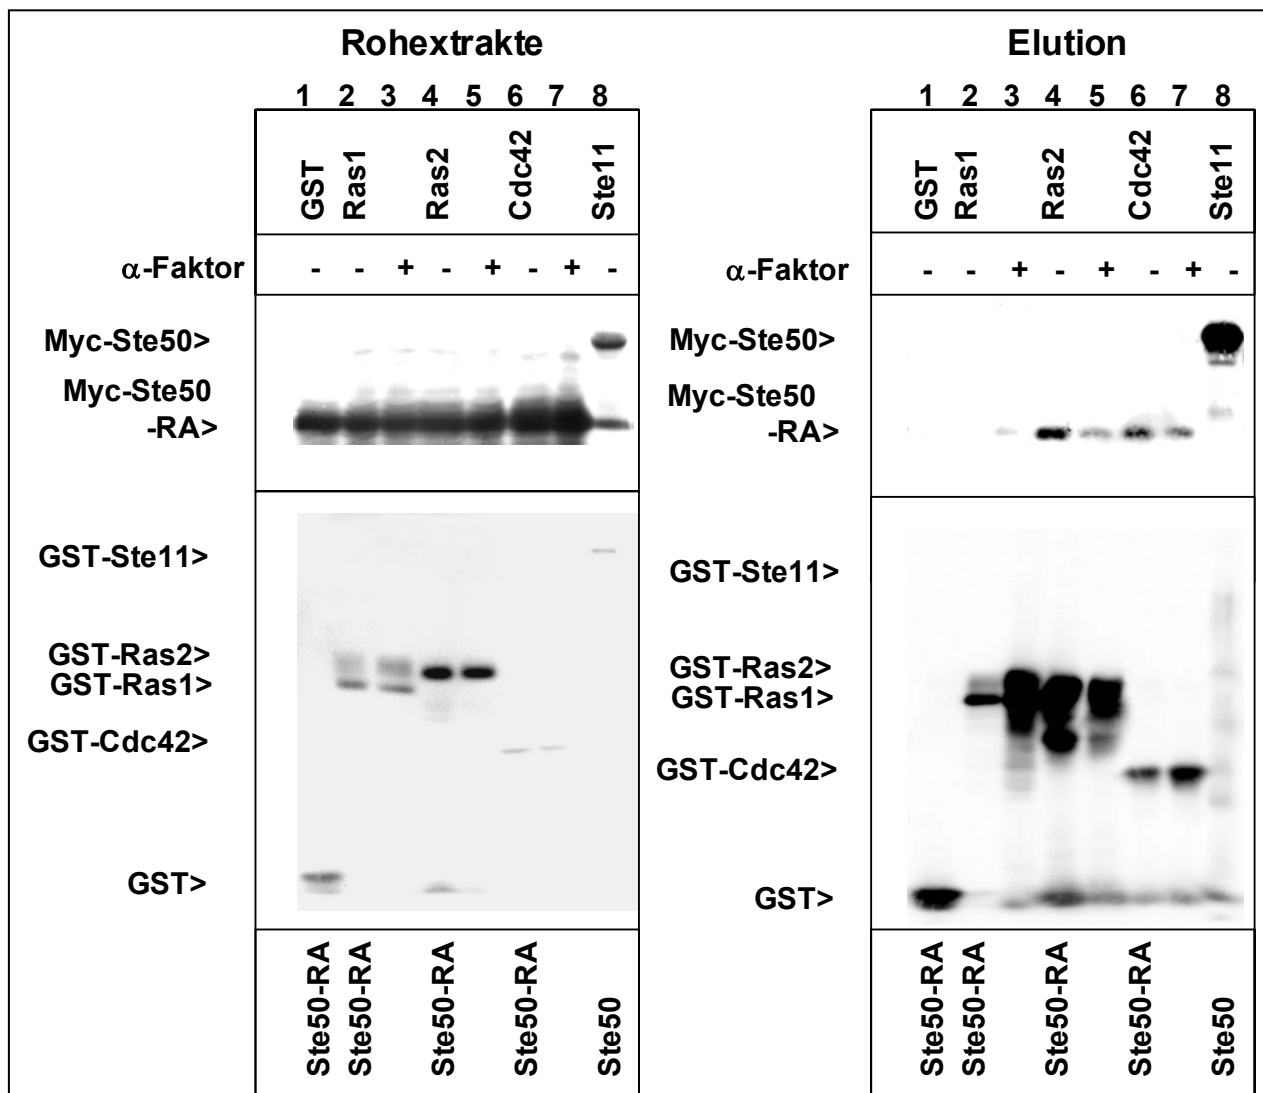 Rohextrakte
1 2 3 4 5 6 7 8
GST Ras1 Ras2 Cdc42 Ste11
α-Faktor - - + - + - + -
Myc-Ste50>
Myc-Ste50
-RA>
GST-Ste11>
GST-Ras2>
GST-Ras1>
GST-Cdc42>
GST>
Ste50-RA Ste50-RA Ste50-RA Ste50-RA Ste50
Elution
1 2 3 4 5 6 7 8
GST Ras1 Ras2 Cdc42 Ste11
α-Faktor - - + - + - + -
Myc-Ste50>
Myc-Ste50
-RA>
GST-Ste11>
GST-Ras2>
GST-Ras1>
GST-Cdc42>
GST>
Ste50-RA Ste50-RA Ste50-RA Ste50-RA Ste50